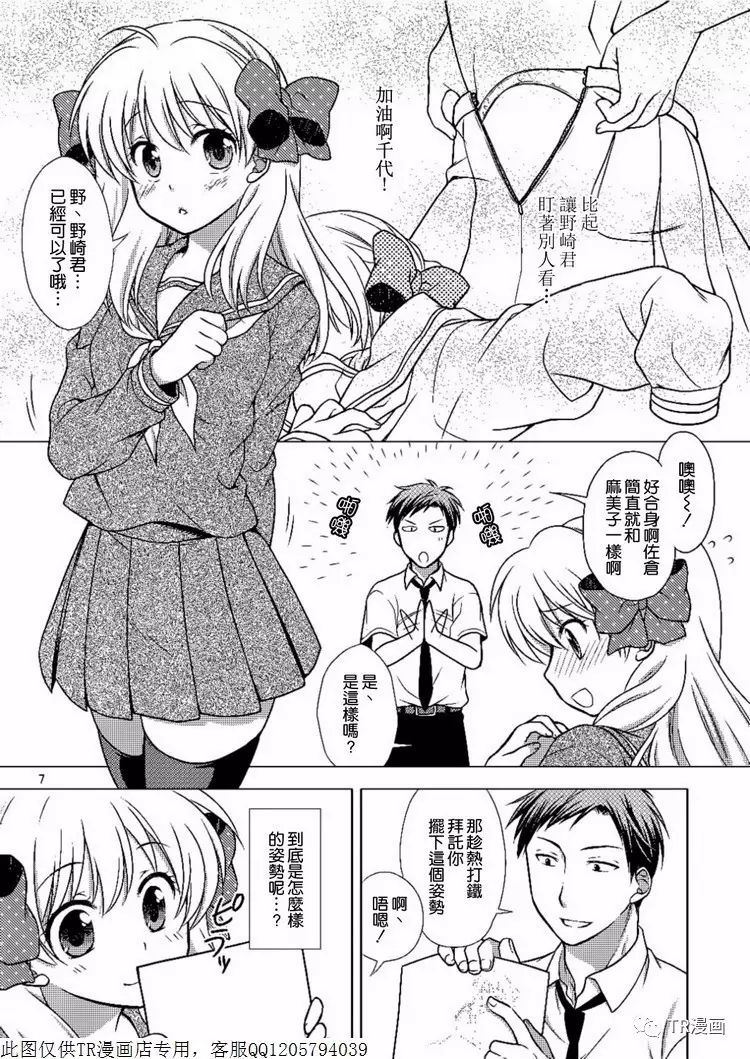 比起
讓野崎君
盯著別人看…
加油啊千代！
野、野崎君…
已經可以了哦…
噢噢～！
好合身啊佐倉
簡直就和
麻美子一樣啊
啪嘰
啪嘰
是、
是這樣嗎？
7
那趁熱打鐵
拜託你
擺下這個姿勢
啊、
唔嗯！
到底是怎麼樣
的姿勢呢…？
ピラッ
TR漫画
此图仅供TR漫画店专用，客服QQ1205794039